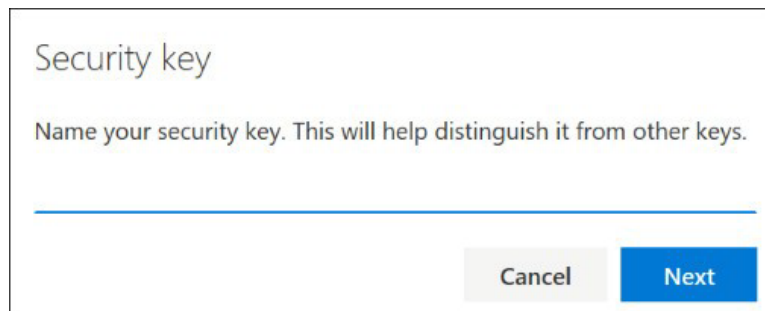 Security key
Name your security key. This will help distinguish it from other keys.
Cancel
Next